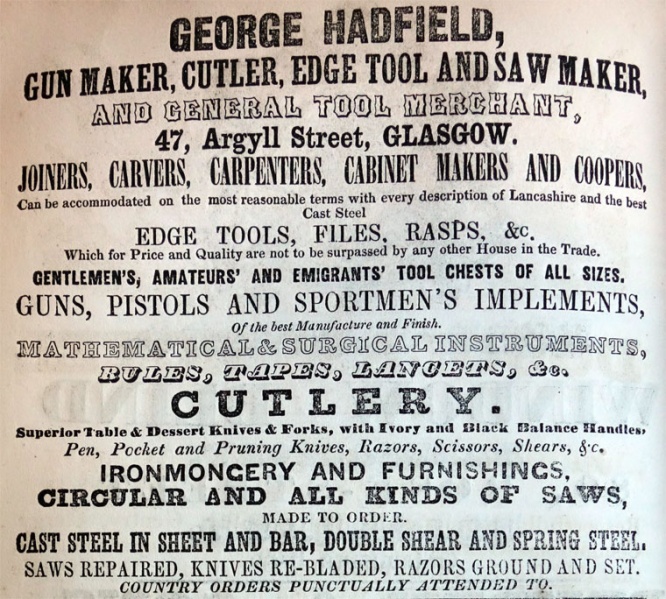 GEORGE HADFIELD,
GUN MAKER, CUTLER, EDGE TOOL AND SAW MAKER,
AND GENERAL TOOL MERCHANT,
47, Argyll Street, GLASGOW.
JOINERS, CARVERS, CARPENTERS, CABINET MAKERS AND COOPERS,
Can be accommodated on the most reasonable terms with every description of Lancashire and the best
Cast Steel
EDGE TOOLS, FILES, RASPS, &c.
Which for Price and Quality are not to be surpassed by any other House in the Trade.
GENTLEMEN'S, AMATEURS' AND EMIGRANTS' TOOL CHESTS OF ALL SIZES.
GUNS, PISTOLS AND SPORTMEN'S IMPLEMENTS,
Of the best Manufacture and Finish.
MATHEMATICAL & SURGICAL INSTRUMENTS,
RULES, TAPES, LANCETS, &c.
CUTLERY.
Superior Table & Dessert Knives & Forks, with Ivory and Black Balance Handles,
Pen, Pocket and Pruning Knives, Razors, Scissors, Shears, &c.
IRONMONGERY AND FURNISHINGS,
CIRCULAR AND ALL KINDS OF SAWS,
MADE TO ORDER.
CAST STEEL IN SHEET AND BAR, DOUBLE SHEAR AND SPRING STEEL.
SAWS REPAIRED, KNIVES RE-BLADED, RAZORS GROUND AND SET.
COUNTRY ORDERS PUNCTUALLY ATTENDED TO.